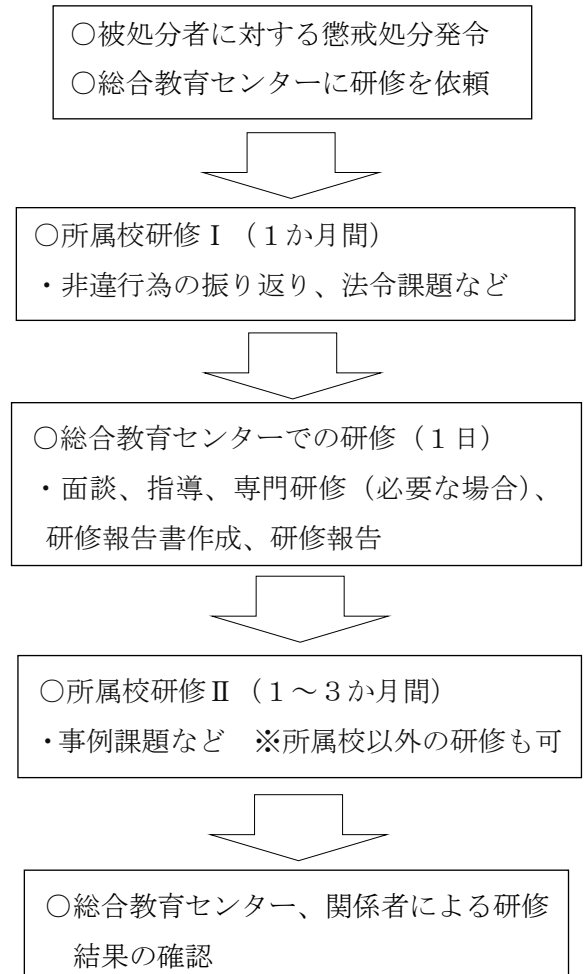 ○被処分者に対する懲戒処分発令
○総合教育センターに研修を依頼
○所属校研修Ⅰ（１か月間）
・非違行為の振り返り、法令課題など
○総合教育センターでの研修（１日）
・面談、指導、専門研修（必要な場合）、
研修報告書作成、研修報告
○所属校研修Ⅱ（１～３か月間）
・事例課題など　※所属校以外の研修も可
○総合教育センター、関係者による研修
結果の確認